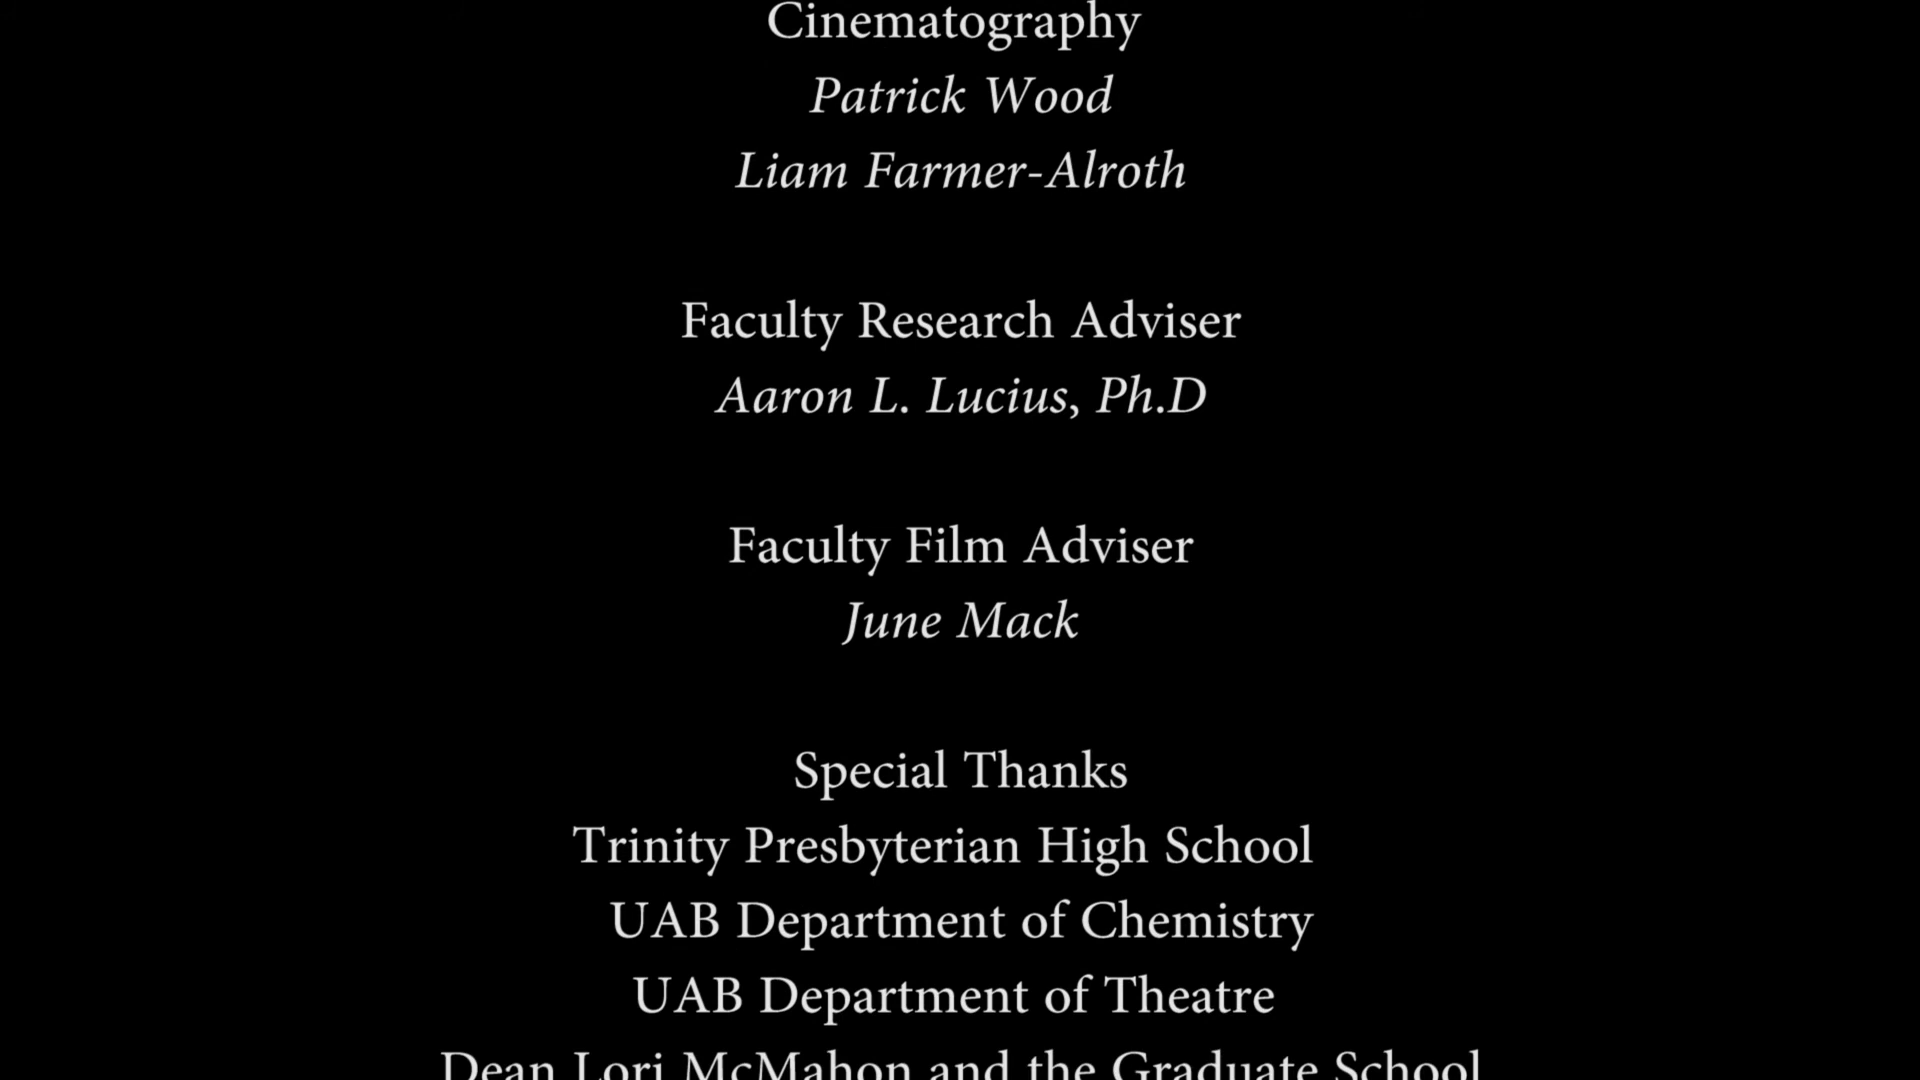 Cinematography
Patrick Wood
Liam Farmer-Alroth
Faculty Research Adviser
Aaron L. Lucius, Ph.D
Faculty Film Adviser
June Mack
Special Thanks
Trinity Presbyterian High School
UAB Department of Chemistry
UAB Department of Theatre
Dean Lori McMahon and the Graduate School